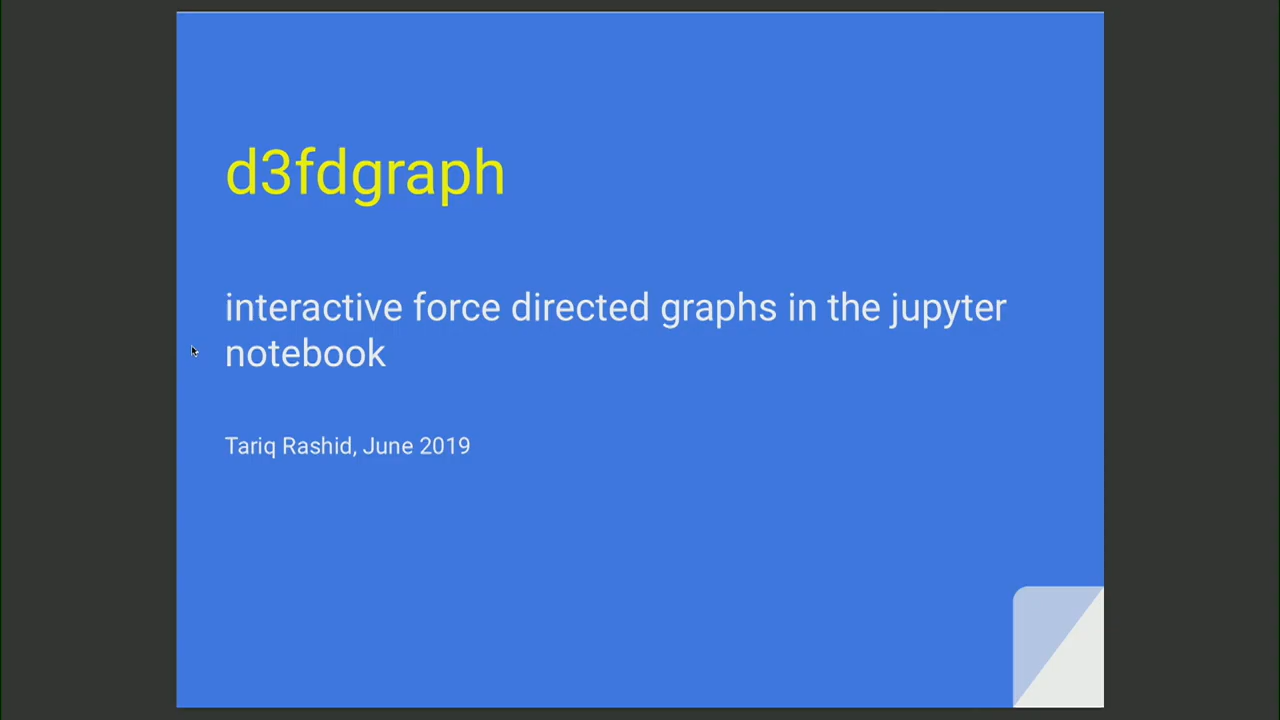 d3fdgraph
interactive force directed graphs in the jupyter
notebook
Tariq Rashid, June 2019